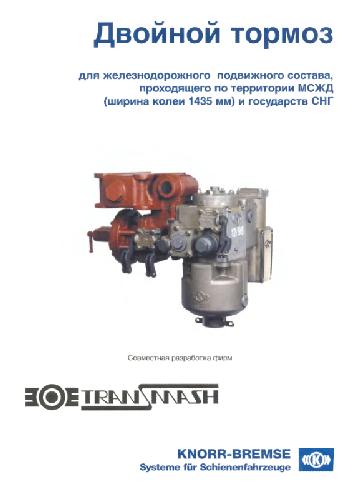 Двойной тормоз
для железнодорожного подвижного состава,
проходящего по территории МСЖД
(ширина колеи 1435 мм) и государств СНГ
Совместная разработка фирм
TRANSMASH
KNORR-BREMSE
Systeme für Schienenfahrzeuge
K